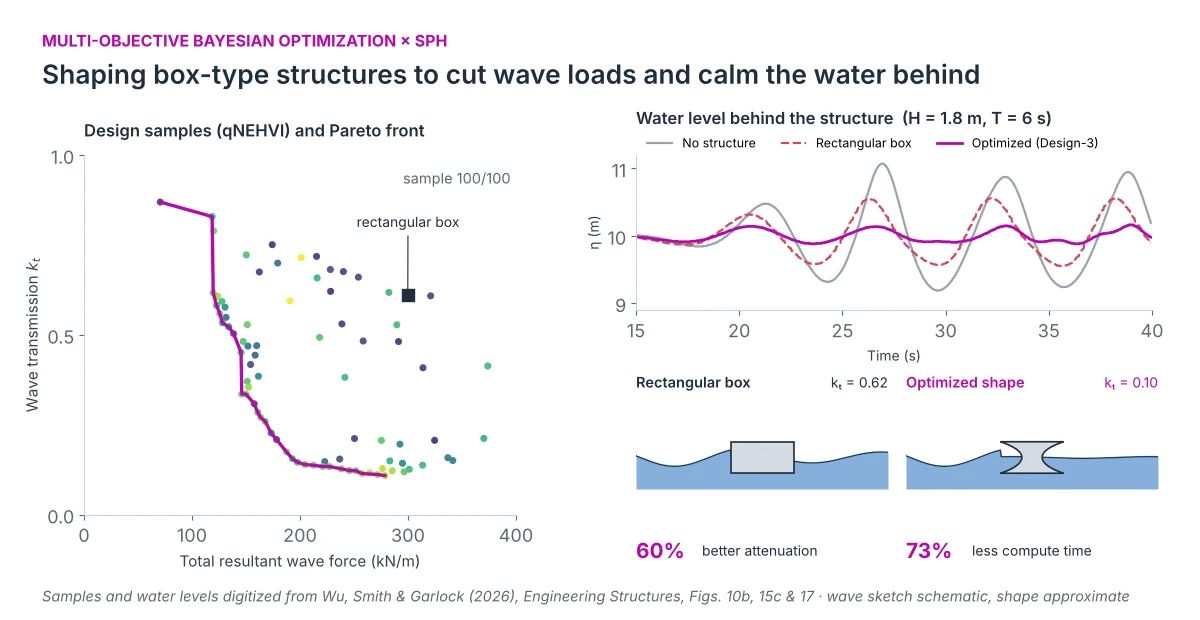 MULTI-OBJECTIVE BAYESIAN OPTIMIZATION × SPH
Shaping box-type structures to cut wave loads and calm the water behind
Design samples (qNEHVI) and Pareto front
1.0
0.5
0.0
Wave transmission kₜ
sample 100/100
rectangular box
0
100
200
300
400
Total resultant wave force (kN/m)
Water level behind the structure (H = 1.8 m, T = 6 s)
No structure
Rectangular box
Optimized (Design-3)
11
10
9
η (m)
15
20
25
30
35
40
Time (s)
Rectangular box
kₜ = 0.62
Optimized shape
kₜ = 0.10
60% better attenuation
73% less compute time
Samples and water levels digitized from Wu, Smith & Garlock (2026), Engineering Structures, Figs. 10b, 15c & 17 · wave sketch schematic, shape approximate